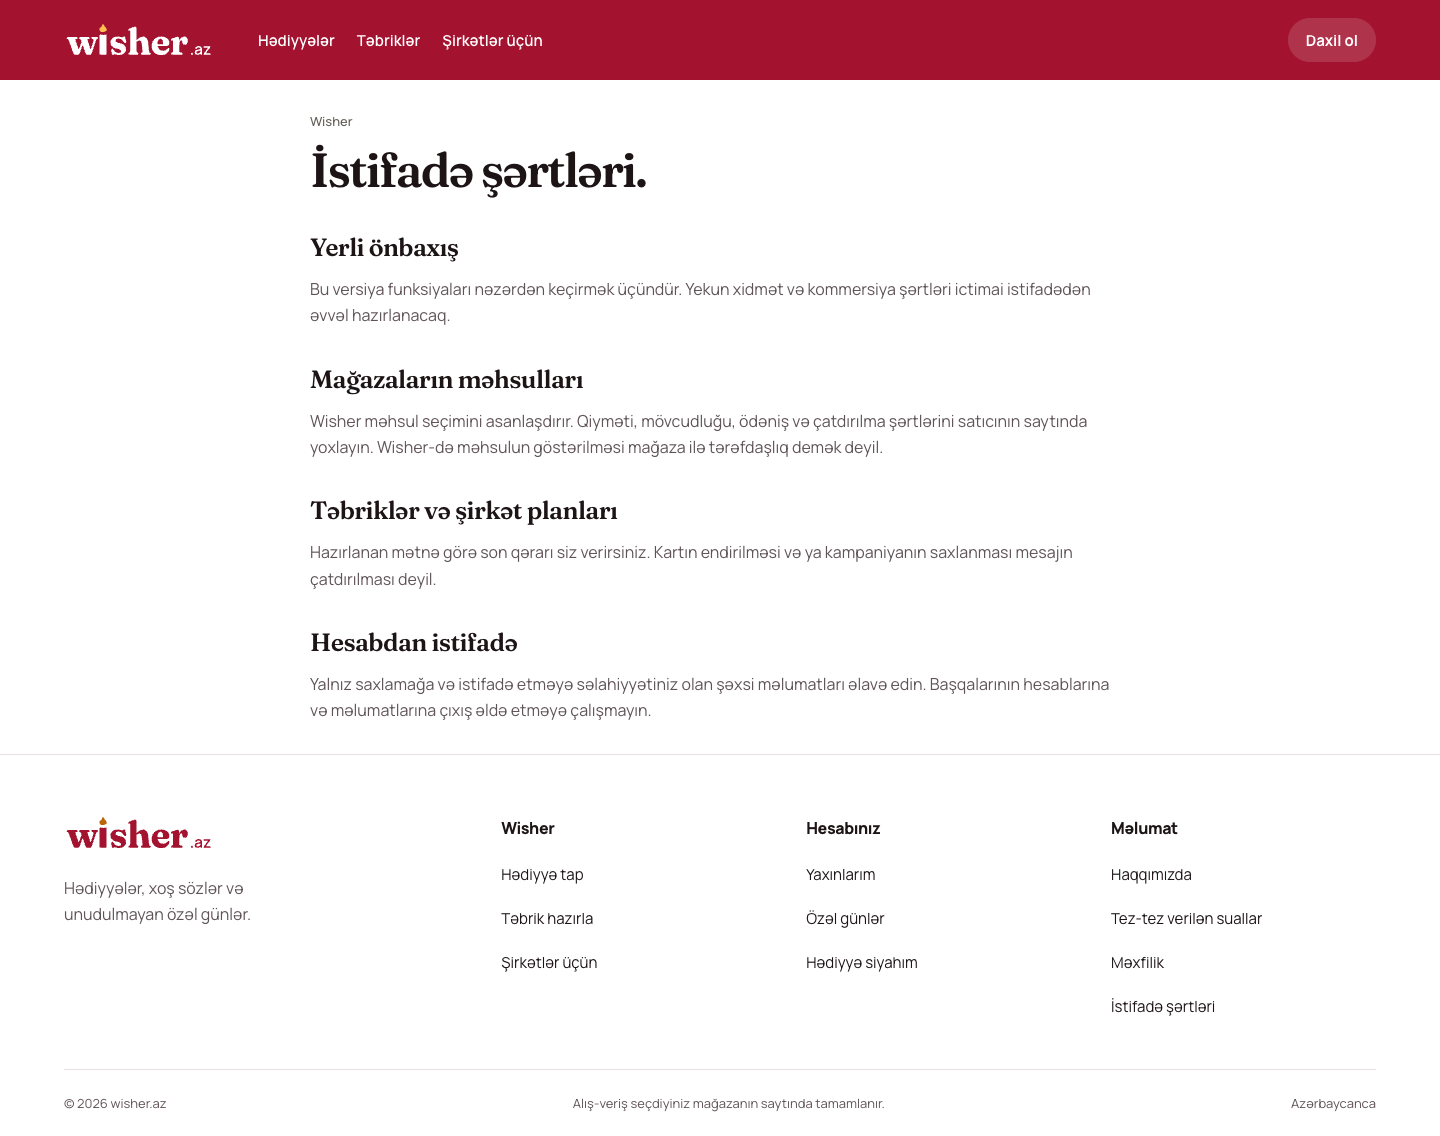 wisher.az
Hədiyyələr
Təbriklər
Şirkətlər üçün
Daxil ol
Wisher
İstifadə şərtləri.
Yerli önbaxış
Bu versiya funksiyaları nəzərdən keçirmək üçündür. Yekun xidmət və kommersiya şərtləri ictimai istifadədən
əvvəl hazırlanacaq.
Mağazaların məhsulları
Wisher məhsul seçimini asanlaşdırır. Qiyməti, mövcudluğu, ödəniş və çatdırılma şərtlərini satıcının saytında
yoxlayın. Wisher-də məhsulun göstərilməsi mağaza ilə tərəfdaşlıq demək deyil.
Təbriklər və şirkət planları
Hazırlanan mətnə görə son qərarı siz verirsiniz. Kartın endirilməsi və ya kampaniyanın saxlanması mesajın
çatdırılması deyil.
Hesabdan istifadə
Yalnız saxlamağa və istifadə etməyə səlahiyyətiniz olan şəxsi məlumatları əlavə edin. Başqalarının hesablarına
və məlumatlarına çıxış əldə etməyə çalışmayın.
wisher.az
Hədiyyələr, xoş sözlər və
unudulmayan özəl günlər.
Wisher
Hədiyyə tap
Təbrik hazırla
Şirkətlər üçün
Hesabınız
Yaxınlarım
Özəl günlər
Hədiyyə siyahım
Məlumat
Haqqımızda
Tez-tez verilən suallar
Məxfilik
İstifadə şərtləri
© 2026 wisher.az
Alış-veriş seçdiyiniz mağazanın saytında tamamlanır.
Azərbaycanca